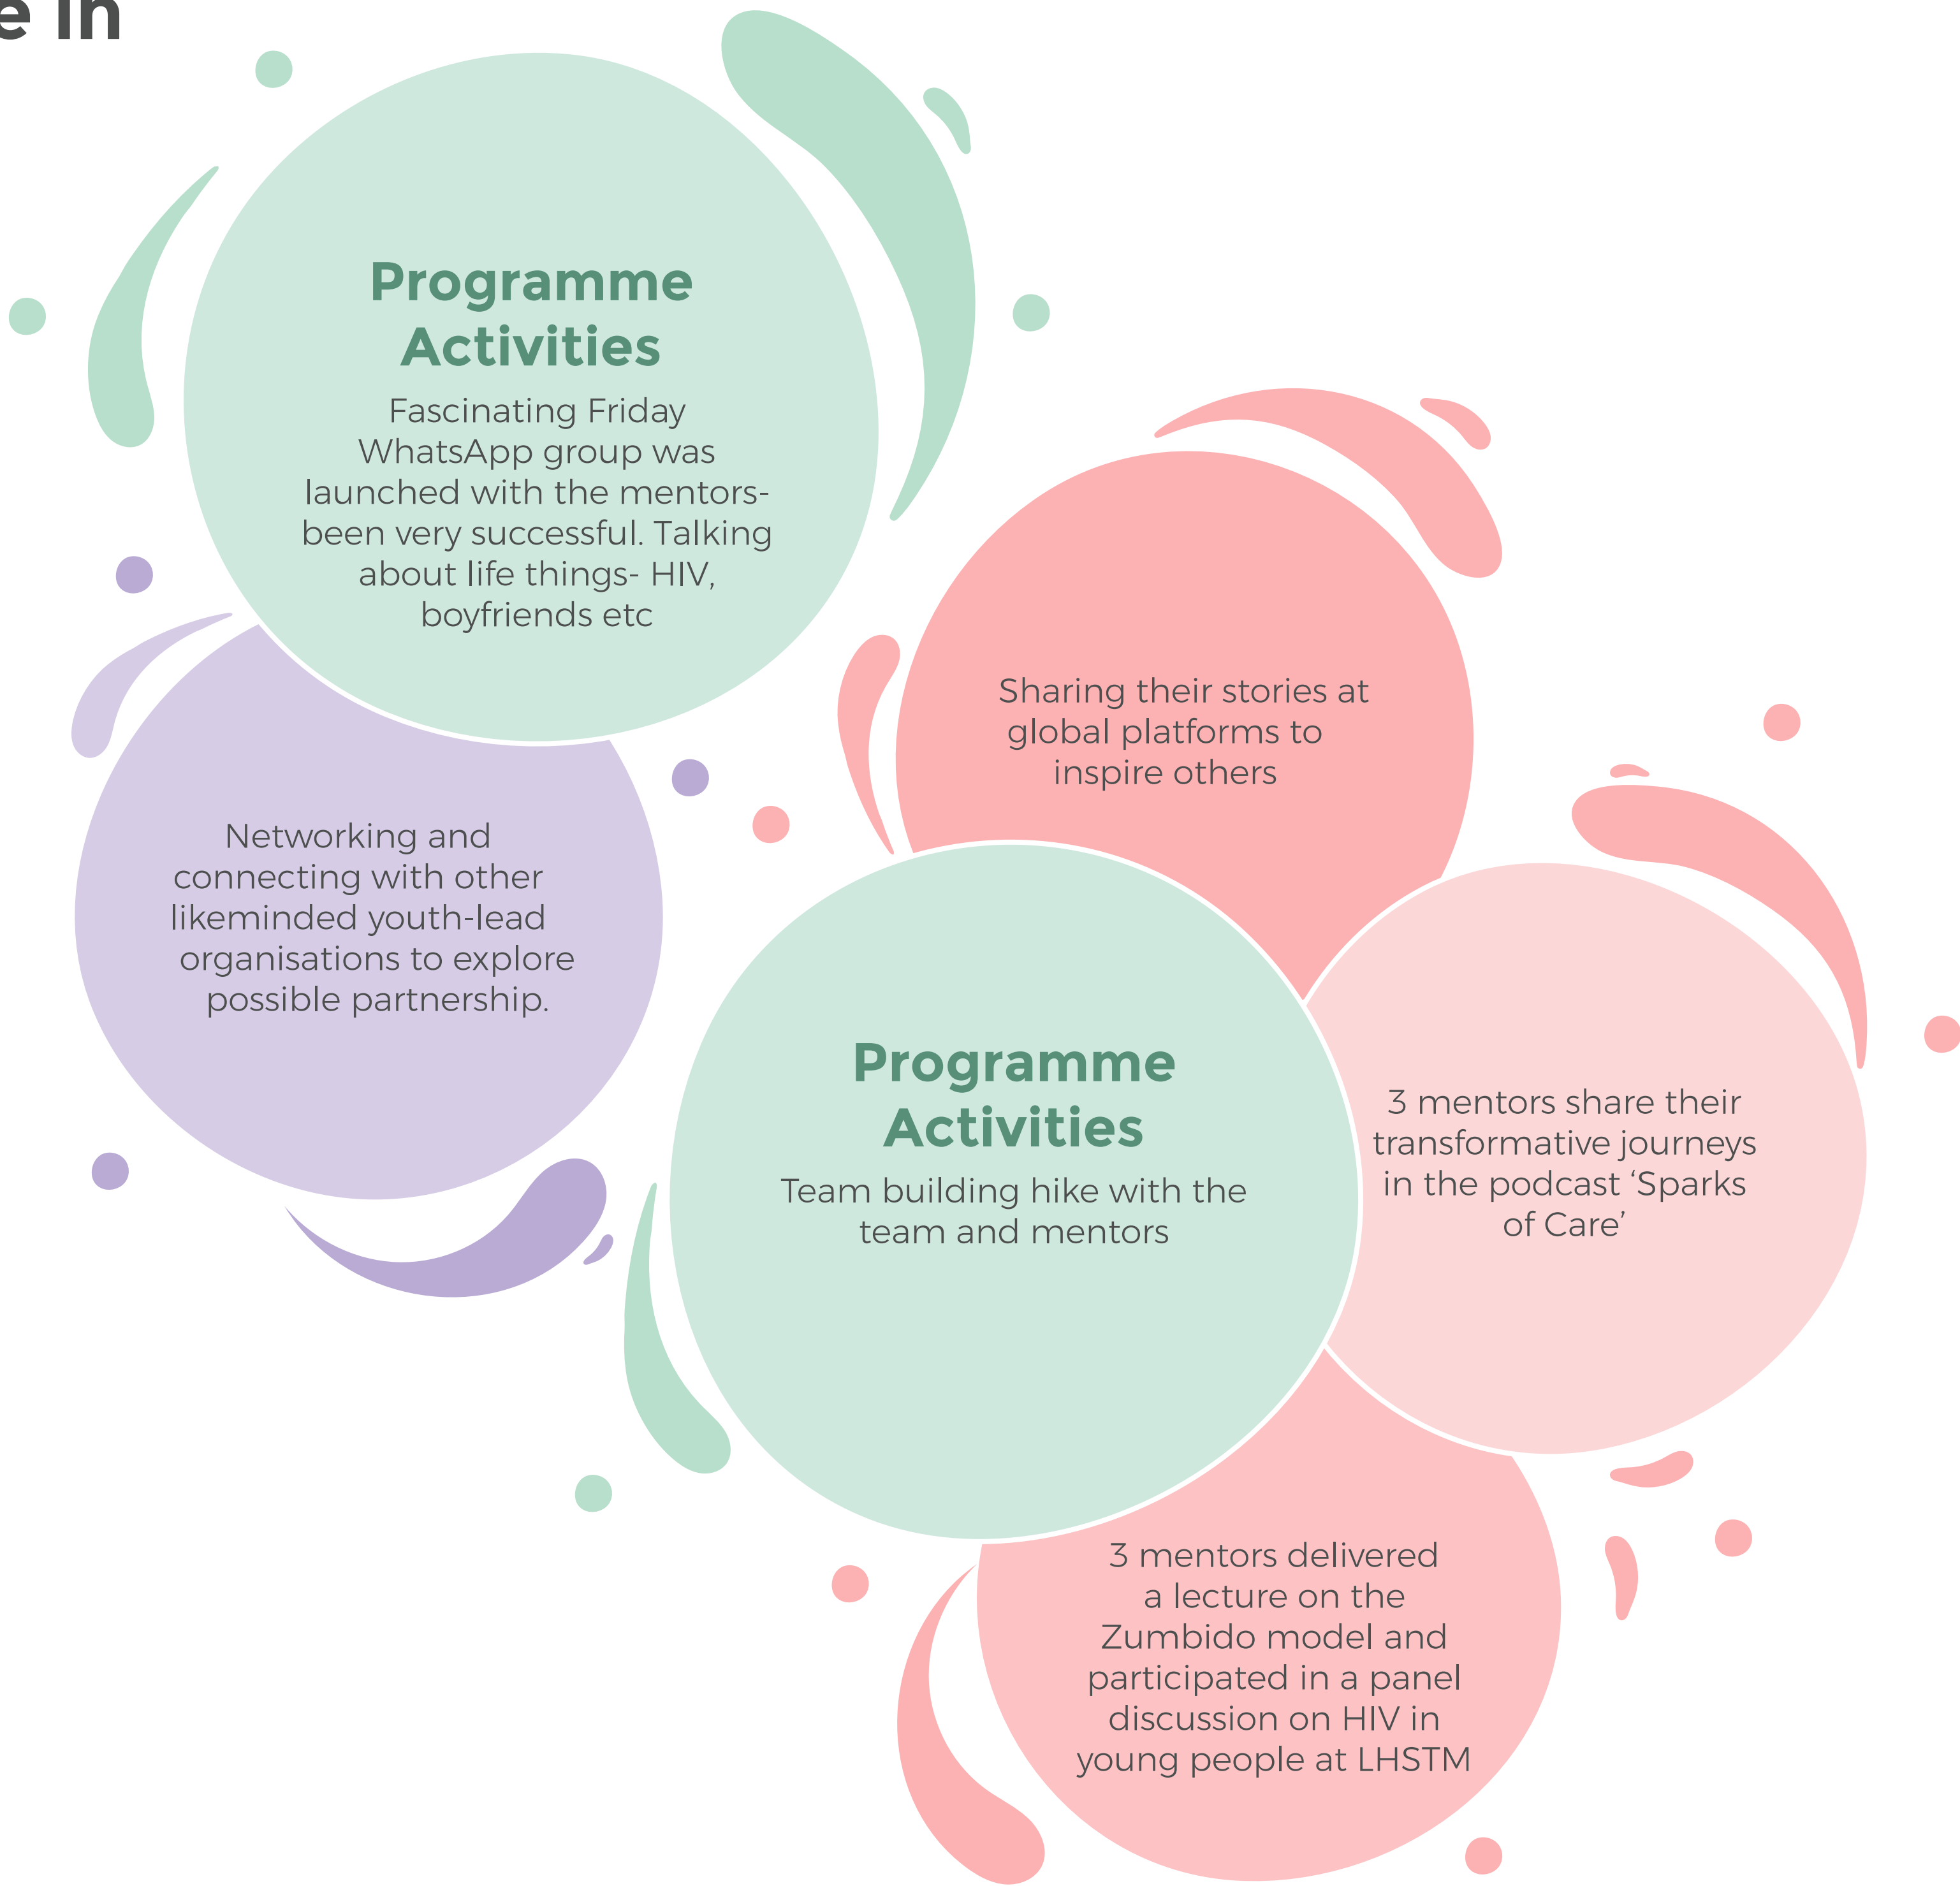 e in
Programme
Activities
Fascinating Friday
WhatsApp group was
launched with the mentors-
been very successful. Talking
about life things- HIV,
boyfriends etc
Networking and
connecting with other
likeminded youth-lead
organisations to explore
possible partnership.
Sharing their stories at
global platforms to
inspire others
Programme
Activities
Team building hike with the
team and mentors
3 mentors share their
transformative journeys
in the podcast ‘Sparks
of Care’
3 mentors delivered
a lecture on the
Zumbido model and
participated in a panel
discussion on HIV in
young people at LHSTM